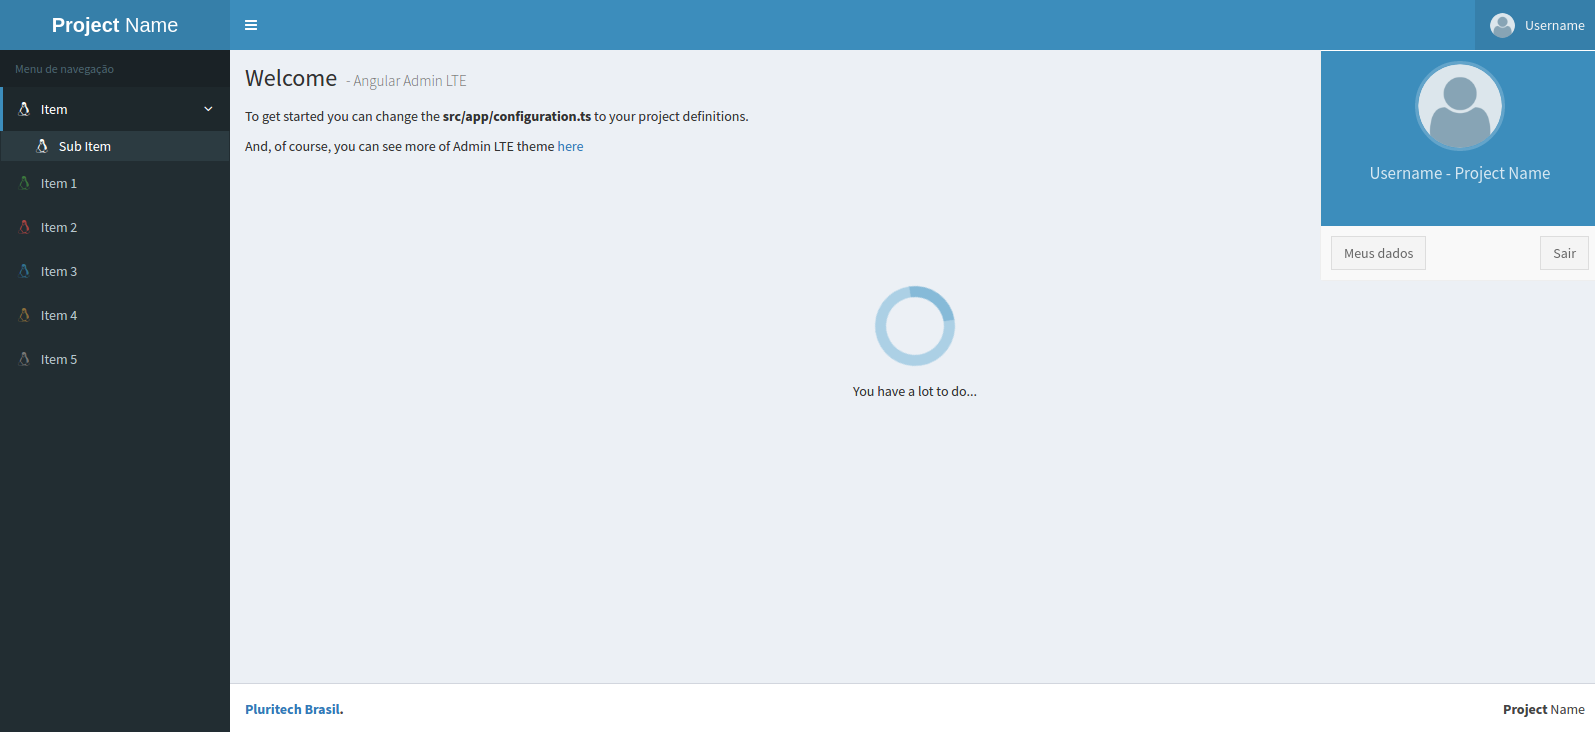 Project Name
Username
Menu de navegação
Item
Sub Item
Item 1
Item 2
Item 3
Item 4
Item 5
Welcome - Angular Admin LTE
To get started you can change the src/app/configuration.ts to your project definitions.
And, of course, you can see more of Admin LTE theme here
You have a lot to do...
Username - Project Name
Meus dados
Sair
Pluritech Brasil.
Project Name